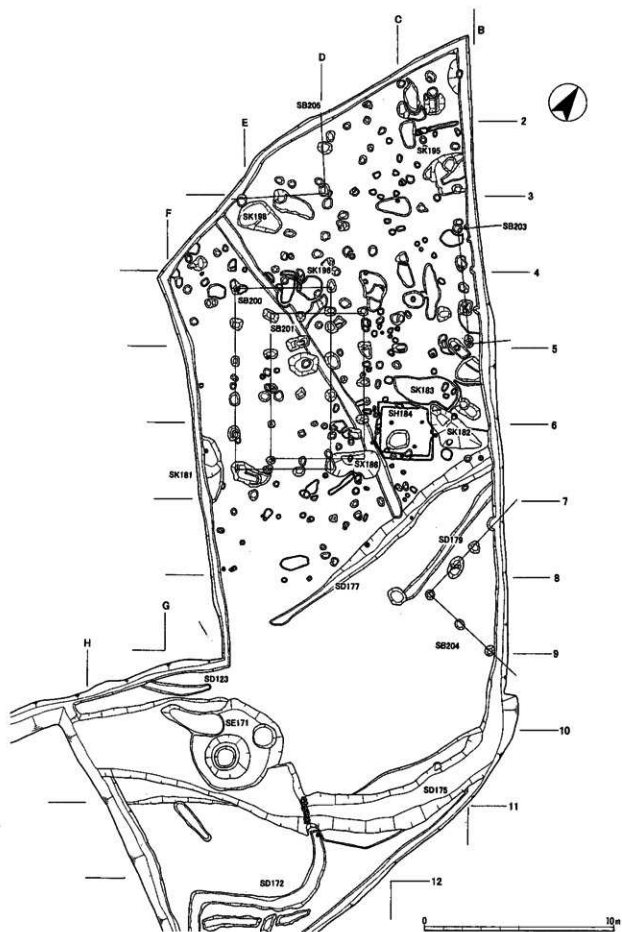 B
C
D
SB205
E
2
SK195
3
F
SK198
SB203
SK196
4
SB200
SB201
5
SK183
SH184
SK182
6
SX186
SK181
7
SD179
SD177
8
G
SB204
H
9
SD123
SE171
10
SD175
11
SD172
12
0 10m